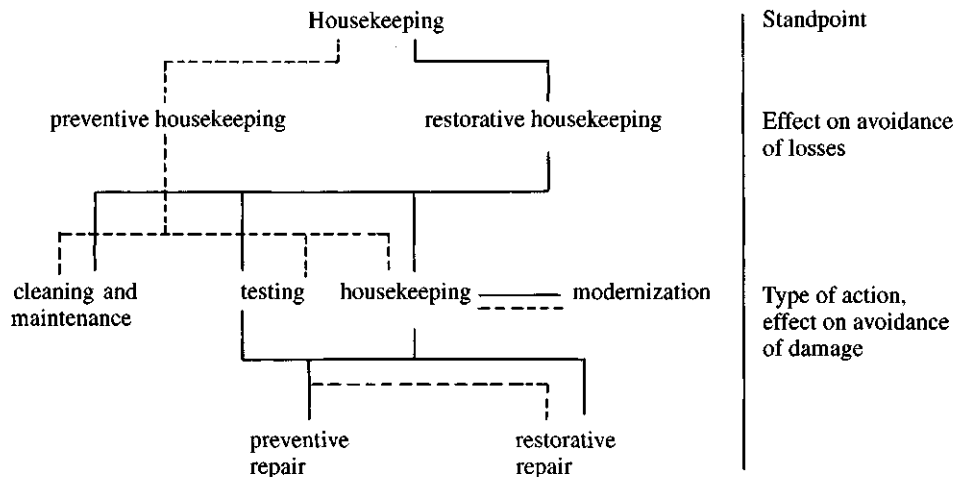 Housekeeping
Standpoint
preventive housekeeping
restorative housekeeping
Effect on avoidance
of losses
cleaning and
maintenance
testing
housekeeping
modernization
Type of action,
effect on avoidance
of damage
preventive
repair
restorative
repair